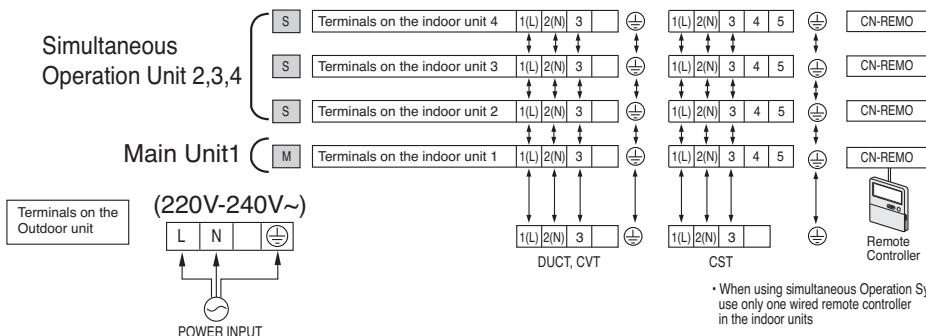 Simultaneous
Operation Unit 2,3,4
S Terminals on the indoor unit 4 1(L) 2(N) 3 1(L) 2(N) 3 4 5 CN-REMO
S Terminals on the indoor unit 3 1(L) 2(N) 3 1(L) 2(N) 3 4 5 CN-REMO
S Terminals on the indoor unit 2 1(L) 2(N) 3 1(L) 2(N) 3 4 5 CN-REMO
Main Unit1 M Terminals on the indoor unit 1 1(L) 2(N) 3 1(L) 2(N) 3 4 5 CN-REMO
Terminals on the
Outdoor unit
(220V-240V~)
L N
POWER INPUT
1(L) 2(N) 3 1(L) 2(N) 3
DUCT, CVT CST
Remote
Controller
• When using simultaneous Operation Sy
use only one wired remote controller
in the indoor units